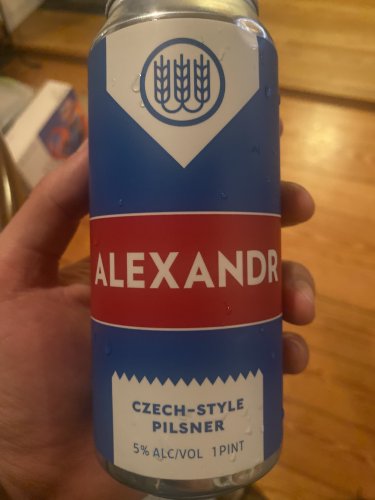 ALEXANDR
CZECH-STYLE
PILSNER
5% ALC/VOL 1 PINT